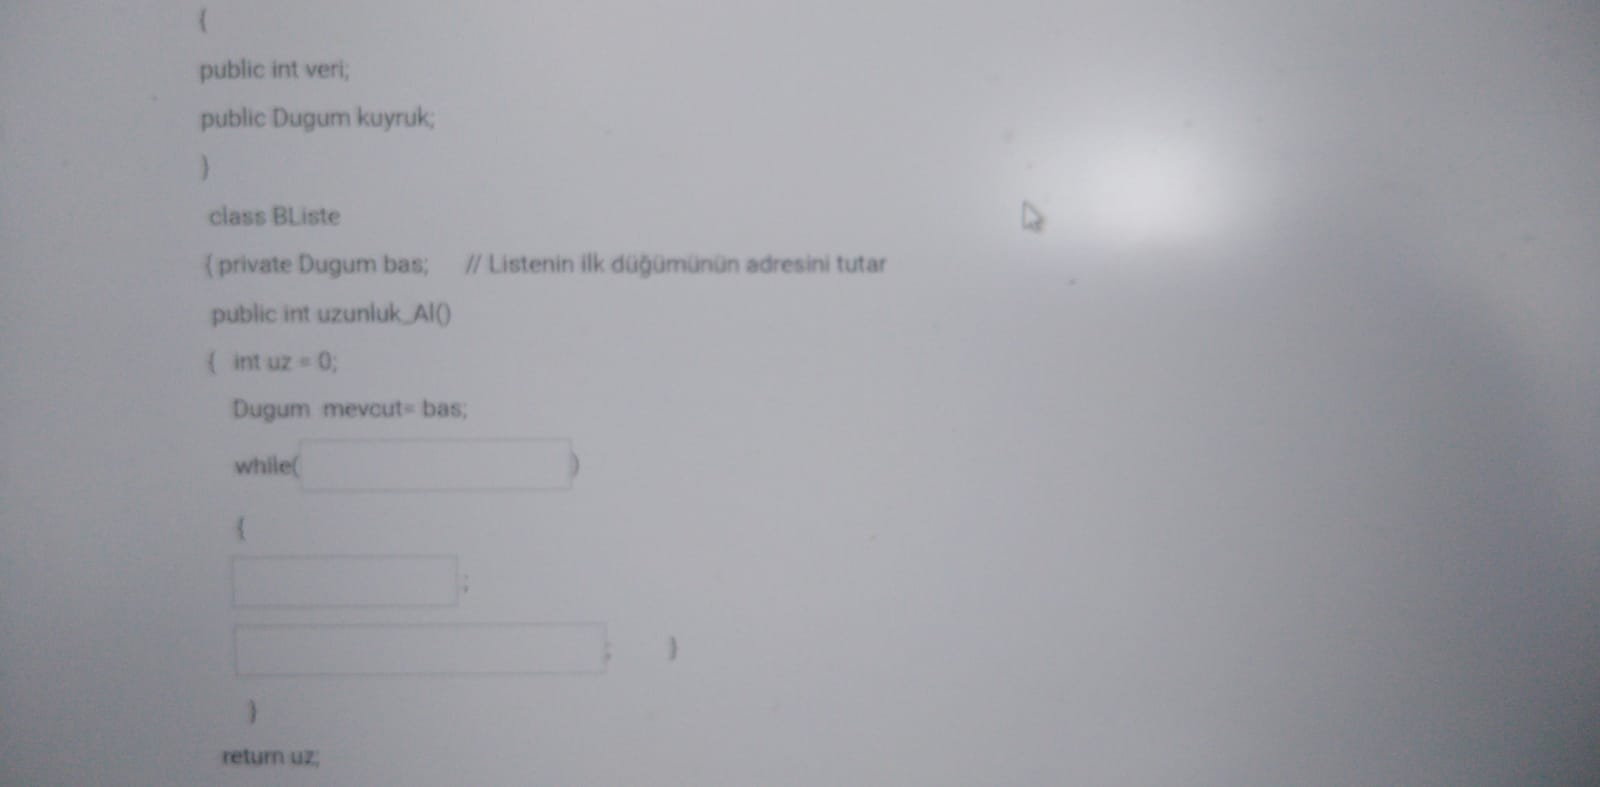 {
public int veri;
public Dugum kuyruk;
}
class BListe
{ private Dugum bas; // Listenin ilk düğümünün adresini tutar
public int uzunluk_Al()
{ int uz = 0;
Dugum mevcut= bas;
while( )
{
;
; }
}
return uz;